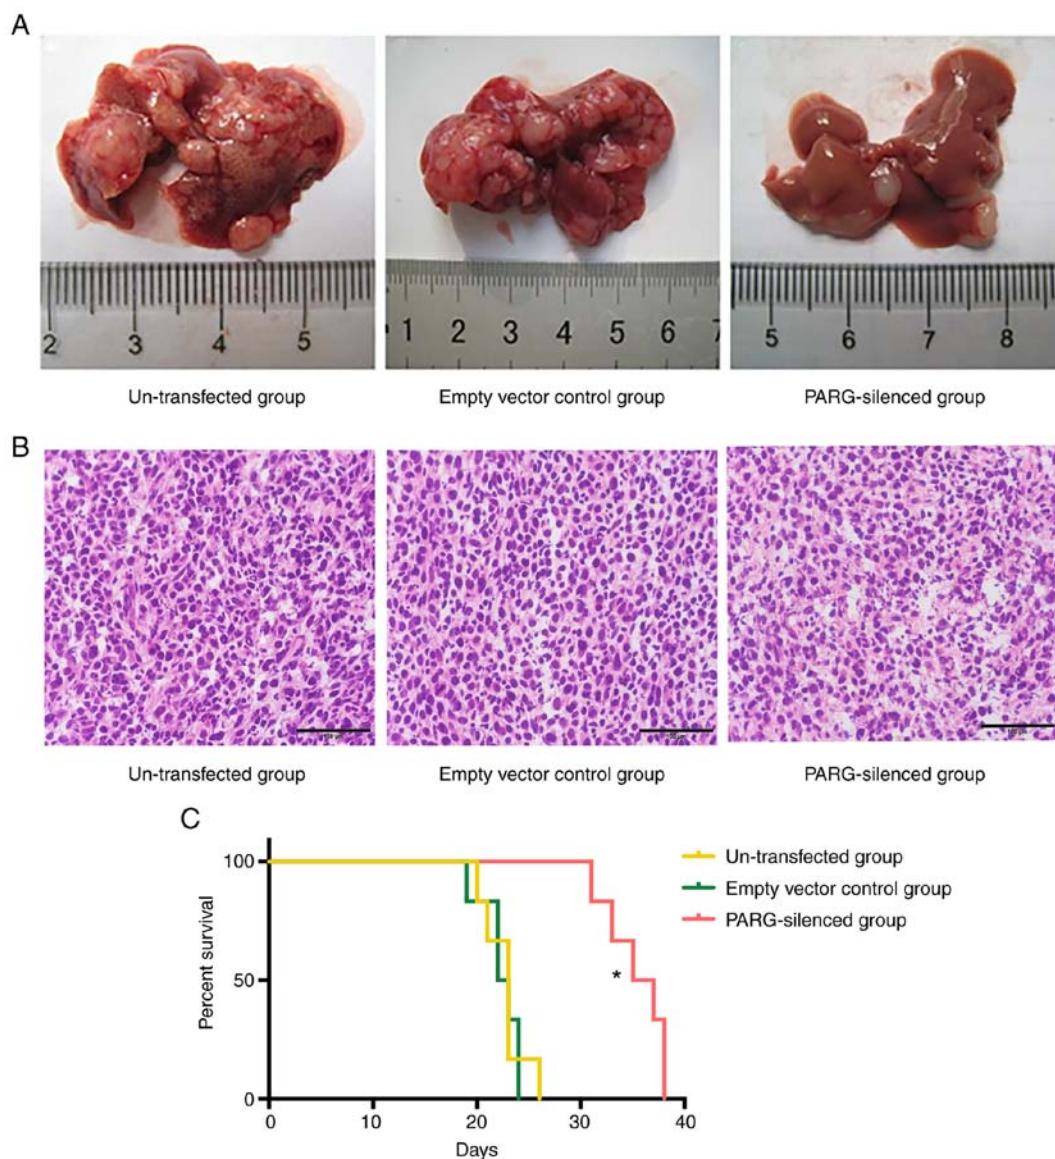 A
2 3 4 5
1 2 3 4 5 6 7
5 6 7 8
Un-transfected group
Empty vector control group
PARG-silenced group
B
Un-transfected group
Empty vector control group
PARG-silenced group
C
Percent survival
100
50
0
0 10 20 30 40
Days
*
Un-transfected group
Empty vector control group
PARG-silenced group